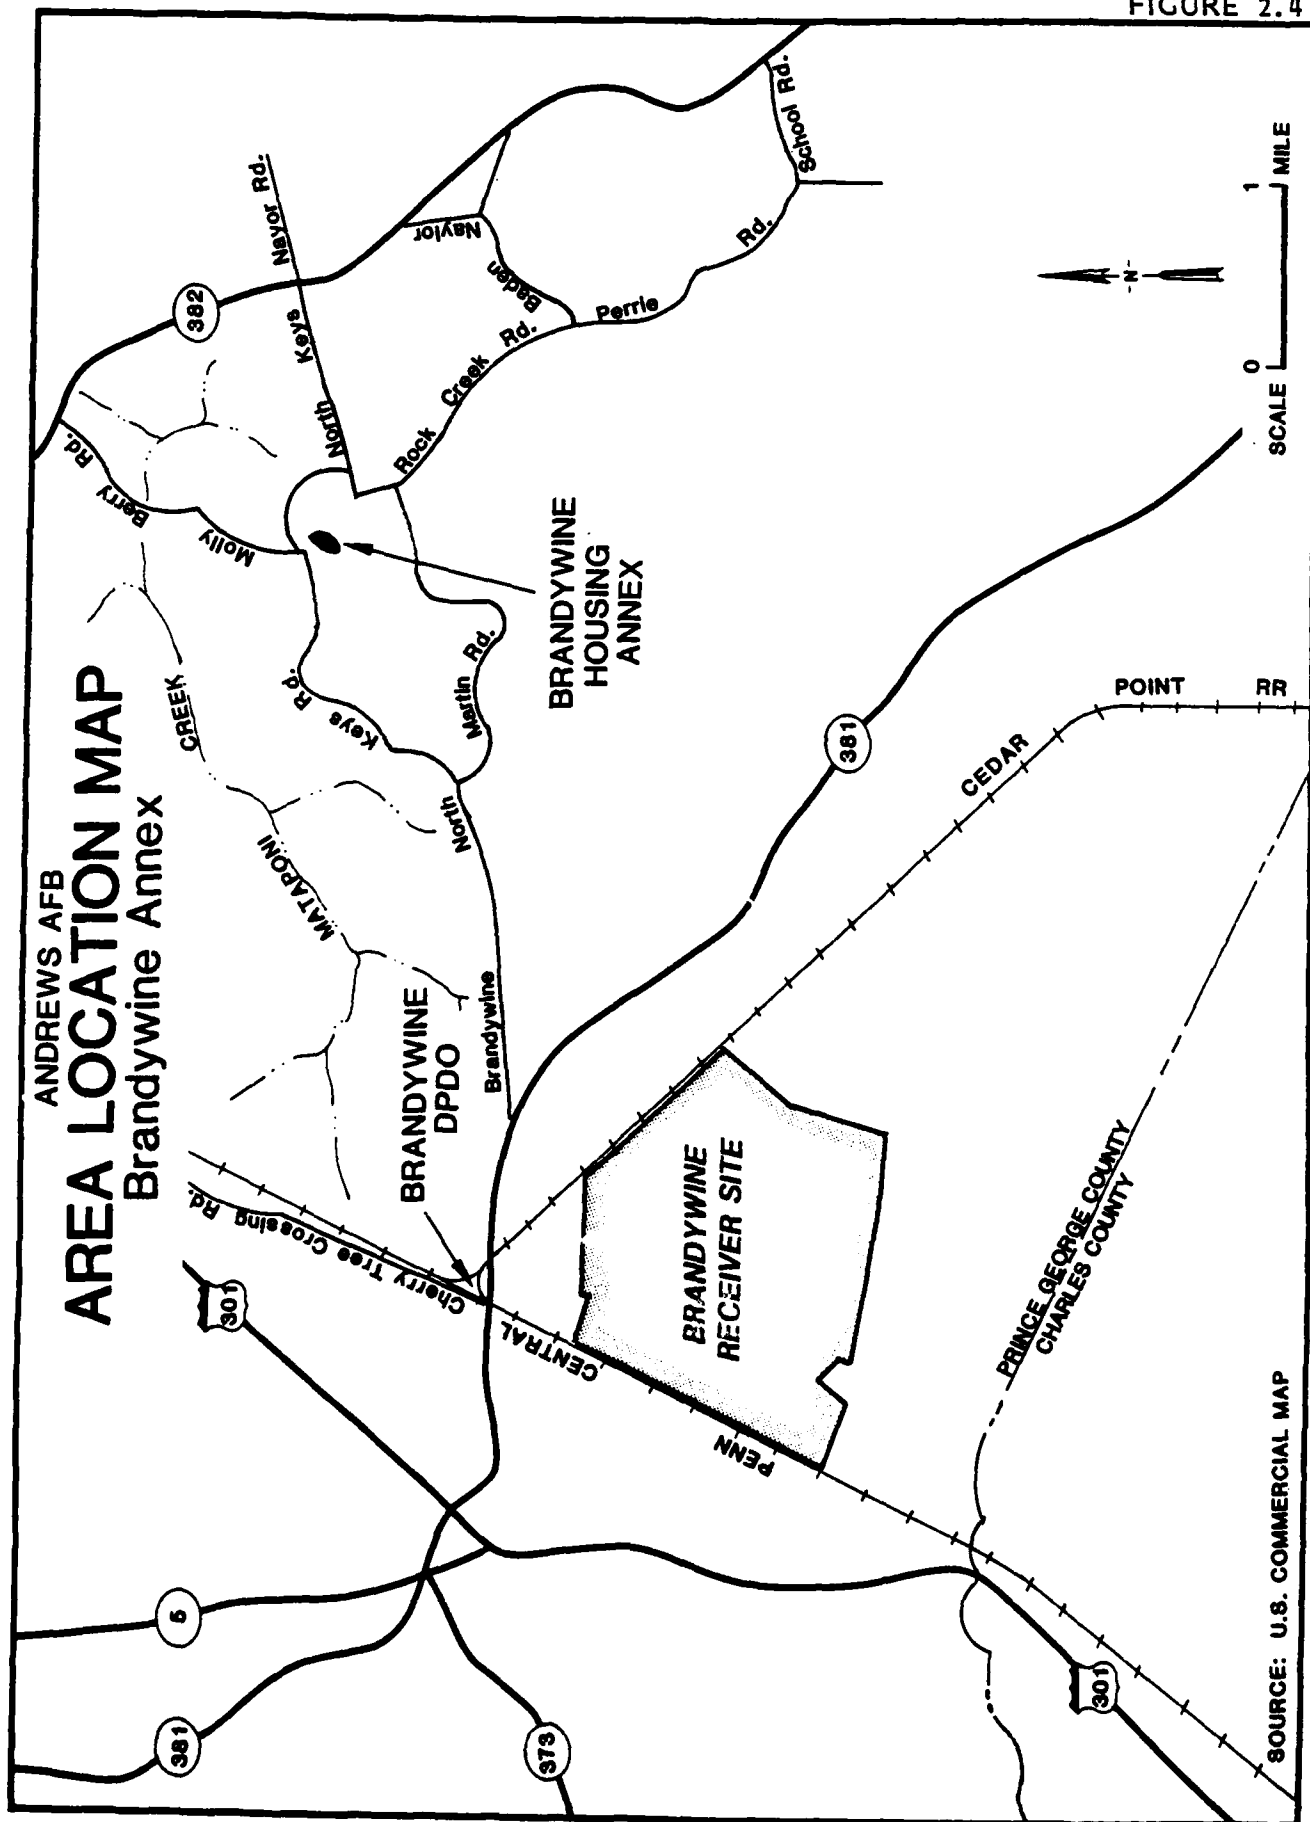 FIGURE 2.4
ANDREWS AFB
AREA LOCATION MAP
Brandywine Annex
382
Nayor Rd.
Keys
North
Molly
Berry
Rd.
CREEK
MATAPONI
Naylor
Baden
School Rd.
Rd.
Perrie
Rock
Creek
Rd.
BRANDYWINE
HOUSING
ANNEX
Martin Rd.
Rd.
Keys
North
Brandywine
BRANDYWINE
DPDO
Cherry Tree Crossing Rd.
301
5
381
373
381
CEDAR
POINT
RR
PENN
CENTRAL
BRANDYWINE
RECEIVER SITE
PRINCE GEORGE COUNTY
CHARLES COUNTY
301
-N-
SCALE
0
1
MILE
SOURCE: U.S. COMMERCIAL MAP